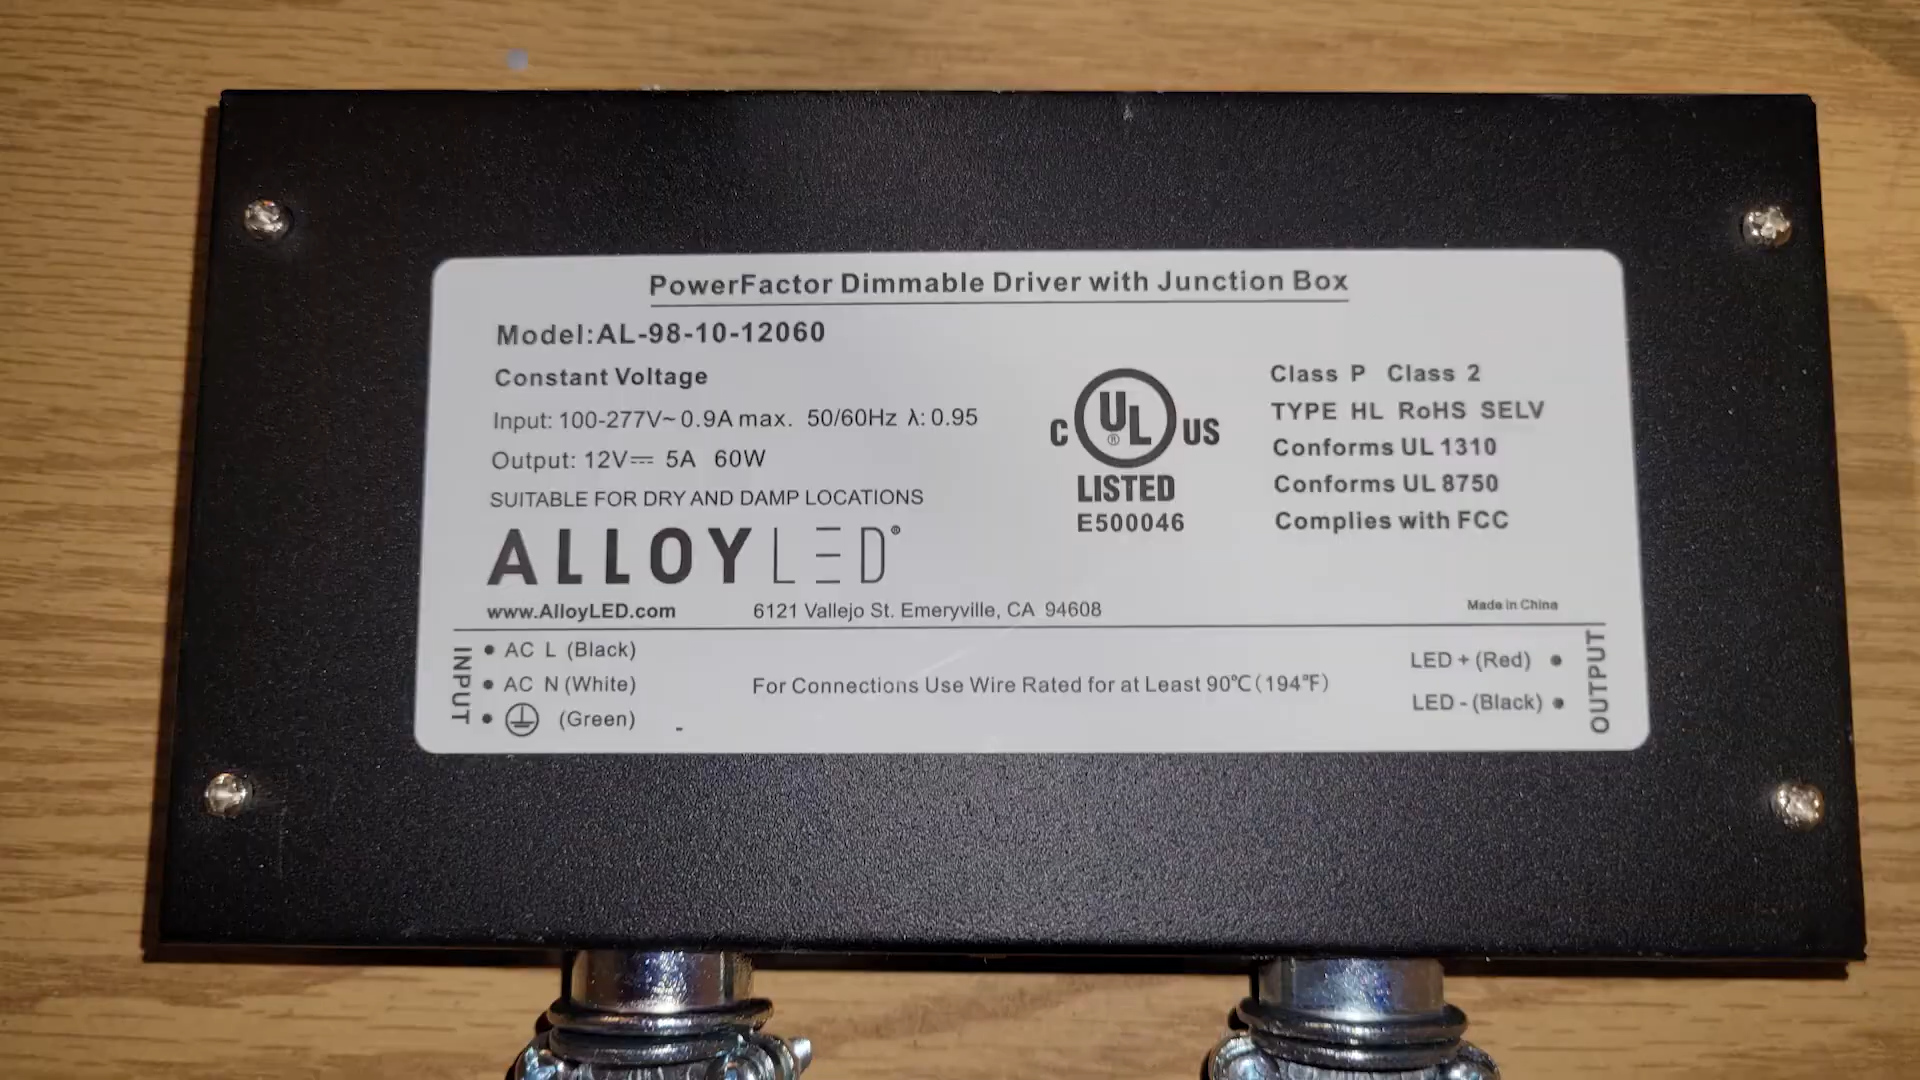 PowerFactor Dimmable Driver with Junction Box
Model:AL-98-10-12060
Constant Voltage
Input: 100-277V~ 0.9A max. 50/60Hz λ: 0.95
Output: 12V⎓ 5A 60W
SUITABLE FOR DRY AND DAMP LOCATIONS
ALLOYLED®
www.AlloyLED.com 6121 Vallejo St. Emeryville, CA 94608
C UL® US
LISTED
E500046
Class P Class 2
TYPE HL RoHS SELV
Conforms UL 1310
Conforms UL 8750
Complies with FCC
Made in China
INPUT
• AC L (Black)
• AC N (White)
• ⏚ (Green)
For Connections Use Wire Rated for at Least 90℃(194℉)
LED + (Red) •
LED - (Black) •
OUTPUT